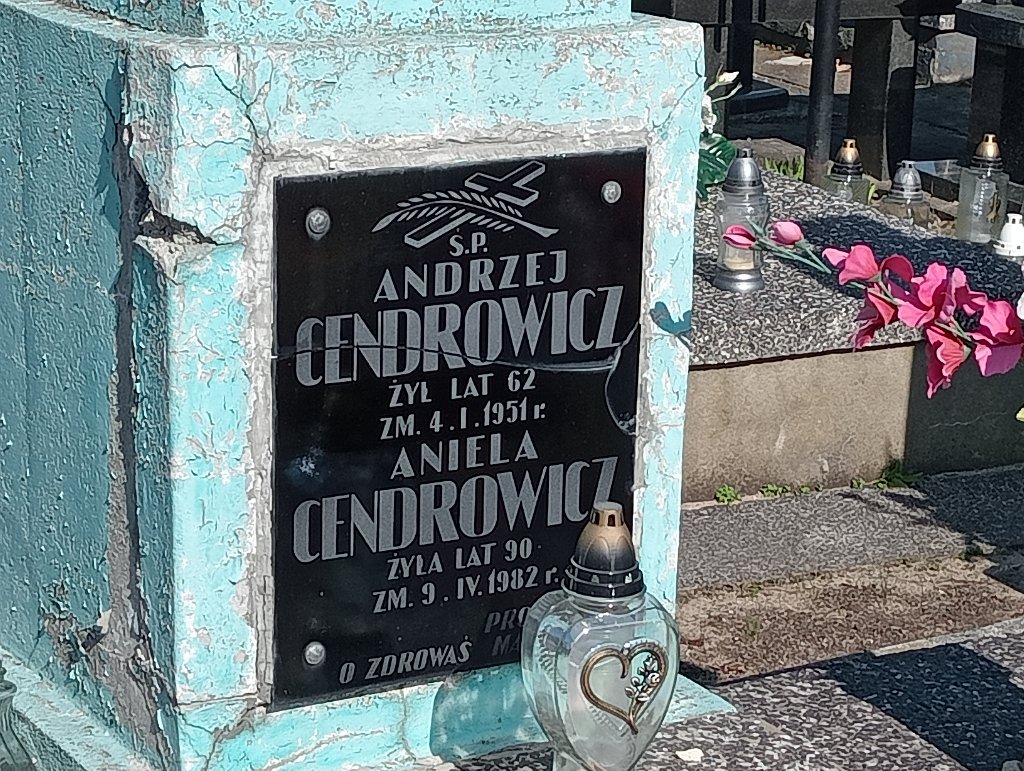 Ś.P.
ANDRZEJ
CENDROWICZ
ŻYŁ LAT 62
ZM. 4.I.1951 r.
ANIELA
CENDROWICZ
ŻYŁA LAT 90
ZM. 9.IV.1982 r.
O ZDROWAŚ